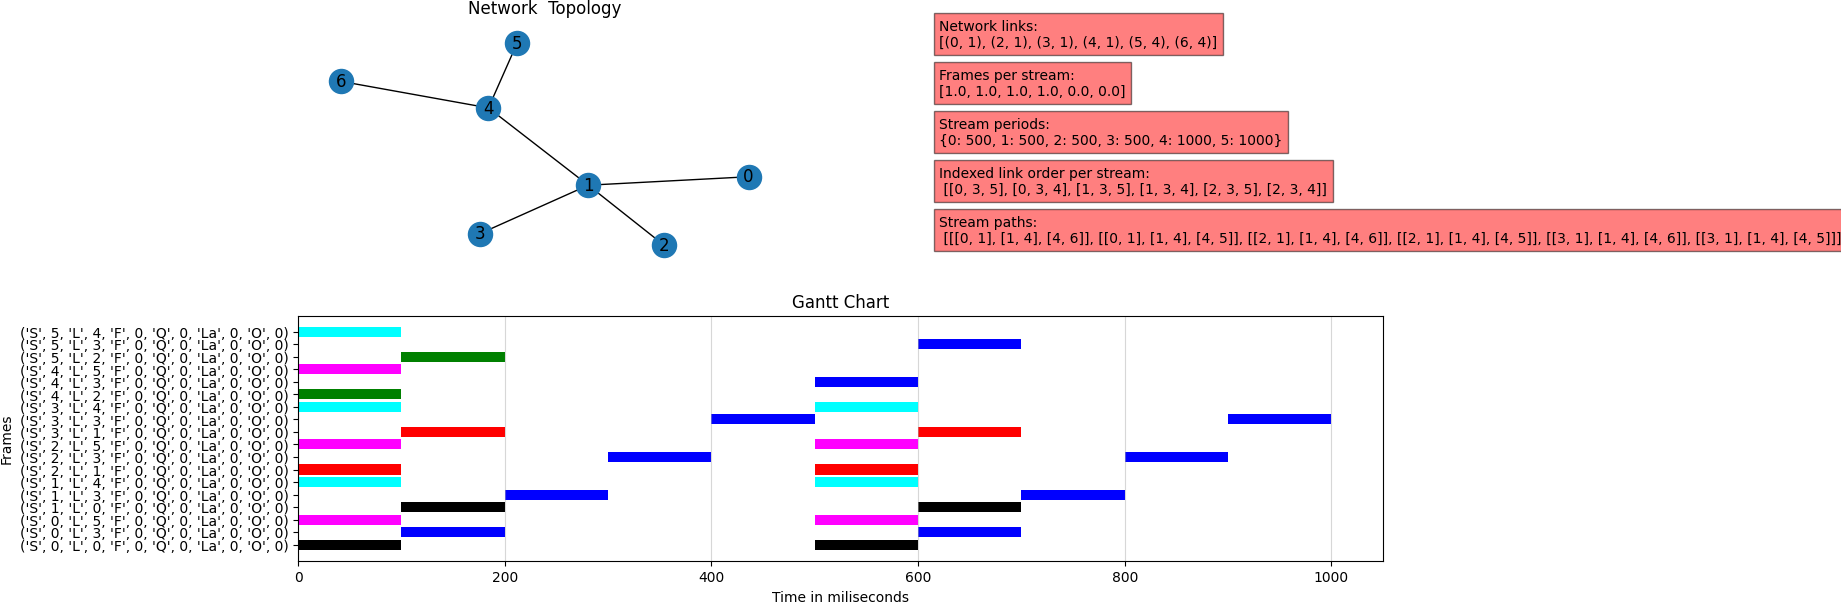 Network  Topology
5
6
4
1
0
3
2
Network links:
[(0, 1), (2, 1), (3, 1), (4, 1), (5, 4), (6, 4)]
Frames per stream:
[1.0, 1.0, 1.0, 1.0, 0.0, 0.0]
Stream periods:
{0: 500, 1: 500, 2: 500, 3: 500, 4: 1000, 5: 1000}
Indexed link order per stream:
[[0, 3, 5], [0, 3, 4], [1, 3, 5], [1, 3, 4], [2, 3, 5], [2, 3, 4]]
Stream paths:
[[[0, 1], [1, 4], [4, 6]], [[0, 1], [1, 4], [4, 5]], [[2, 1], [1, 4], [4, 6]], [[2, 1], [1, 4], [4, 5]], [[3, 1], [1, 4], [4, 6]], [[3, 1], [1, 4], [4, 5]]]
Gantt Chart
Frames
('S', 5, 'L', 4, 'F', 0, 'Q', 0, 'La', 0, 'O', 0)
('S', 5, 'L', 3, 'F', 0, 'Q', 0, 'La', 0, 'O', 0)
('S', 5, 'L', 2, 'F', 0, 'Q', 0, 'La', 0, 'O', 0)
('S', 4, 'L', 5, 'F', 0, 'Q', 0, 'La', 0, 'O', 0)
('S', 4, 'L', 3, 'F', 0, 'Q', 0, 'La', 0, 'O', 0)
('S', 4, 'L', 2, 'F', 0, 'Q', 0, 'La', 0, 'O', 0)
('S', 3, 'L', 4, 'F', 0, 'Q', 0, 'La', 0, 'O', 0)
('S', 3, 'L', 3, 'F', 0, 'Q', 0, 'La', 0, 'O', 0)
('S', 3, 'L', 1, 'F', 0, 'Q', 0, 'La', 0, 'O', 0)
('S', 2, 'L', 5, 'F', 0, 'Q', 0, 'La', 0, 'O', 0)
('S', 2, 'L', 3, 'F', 0, 'Q', 0, 'La', 0, 'O', 0)
('S', 2, 'L', 1, 'F', 0, 'Q', 0, 'La', 0, 'O', 0)
('S', 1, 'L', 4, 'F', 0, 'Q', 0, 'La', 0, 'O', 0)
('S', 1, 'L', 3, 'F', 0, 'Q', 0, 'La', 0, 'O', 0)
('S', 1, 'L', 0, 'F', 0, 'Q', 0, 'La', 0, 'O', 0)
('S', 0, 'L', 5, 'F', 0, 'Q', 0, 'La', 0, 'O', 0)
('S', 0, 'L', 3, 'F', 0, 'Q', 0, 'La', 0, 'O', 0)
('S', 0, 'L', 0, 'F', 0, 'Q', 0, 'La', 0, 'O', 0)
0 200 400 600 800 1000
Time in miliseconds